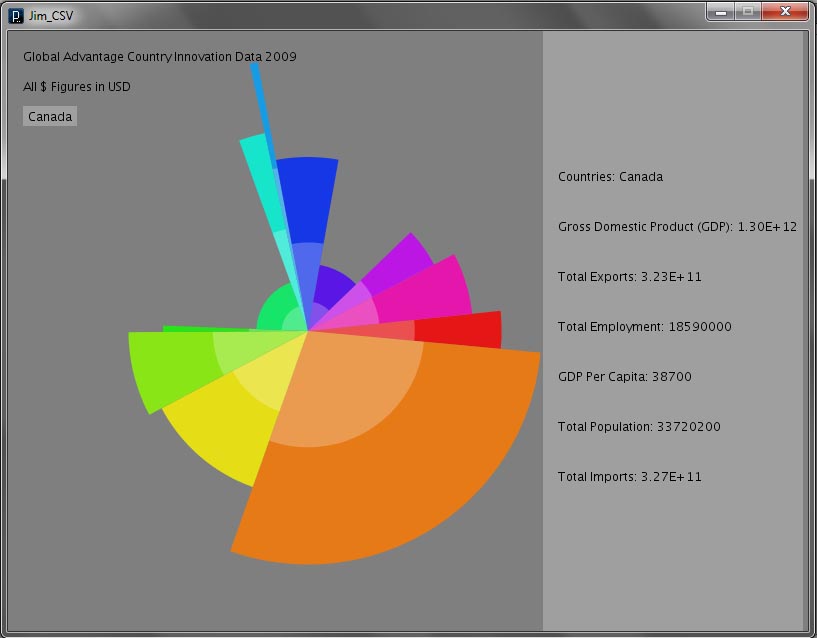 Jim_CSV
Global Advantage Country Innovation Data 2009
All $ Figures in USD
Canada
Countries: Canada
Gross Domestic Product (GDP): 1.30E+12
Total Exports: 3.23E+11
Total Employment: 18590000
GDP Per Capita: 38700
Total Population: 33720200
Total Imports: 3.27E+11